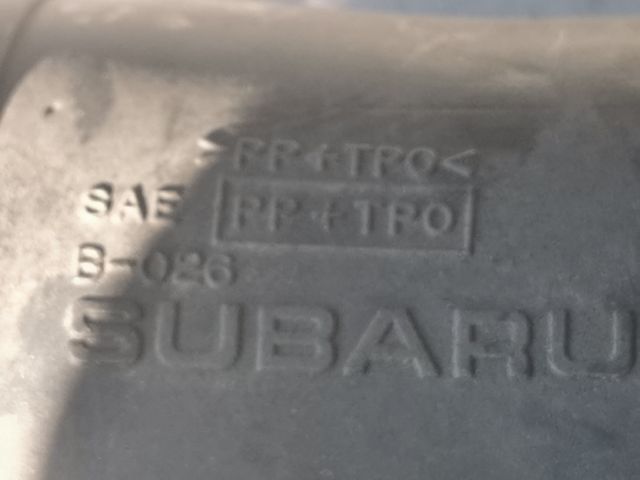 >PP+TPO<
SAE PP+TPO
B-026
SUBARU